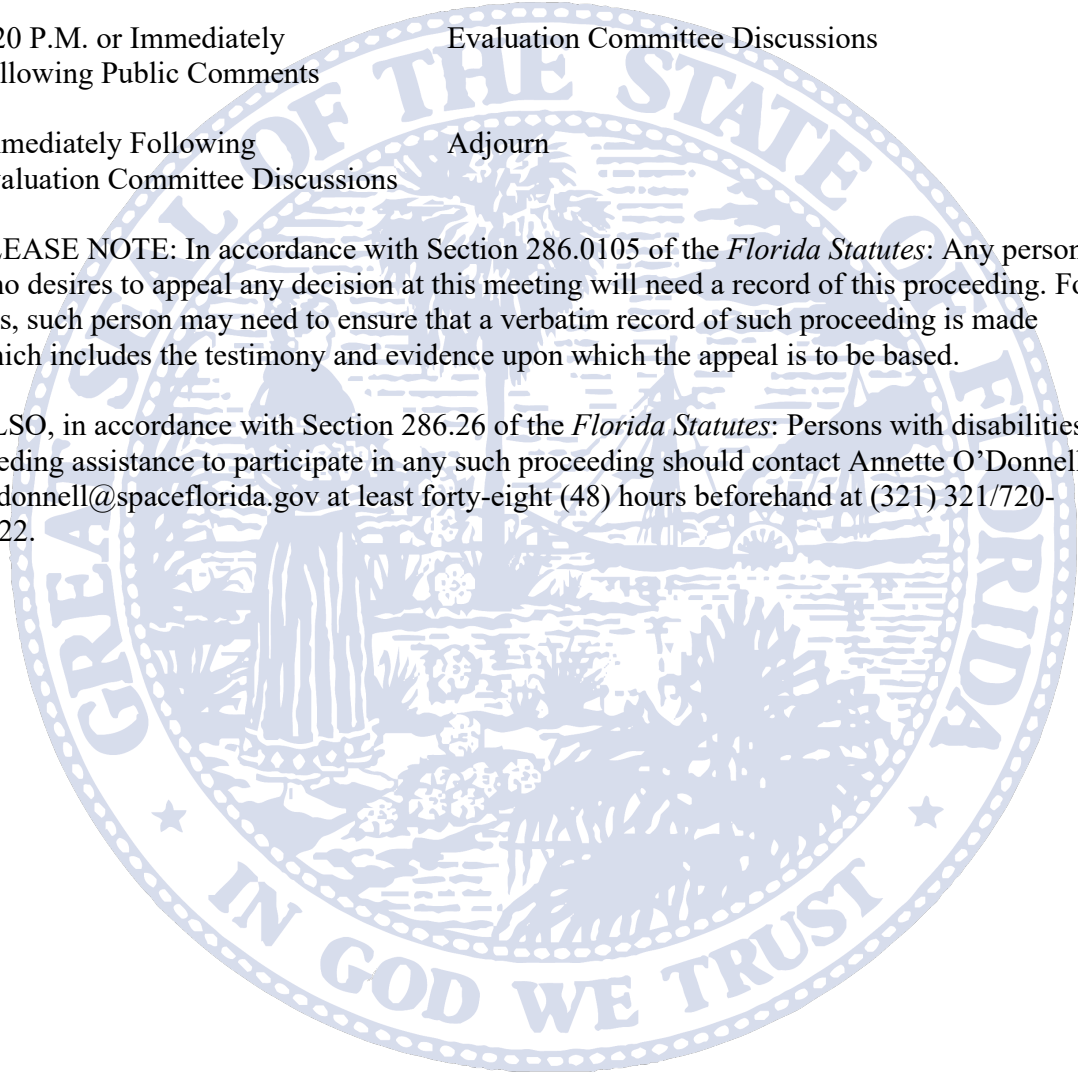 20 P.M. or Immediately Evaluation Committee Discussions
llowing Public Comments
mediately Following Adjourn
valuation Committee Discussions
LEASE NOTE: In accordance with Section 286.0105 of the Florida Statutes: Any person
no desires to appeal any decision at this meeting will need a record of this proceeding. Fo
s, such person may need to ensure that a verbatim record of such proceeding is made
hich includes the testimony and evidence upon which the appeal is to be based.
LSO, in accordance with Section 286.26 of the Florida Statutes: Persons with disabilities
eding assistance to participate in any such proceeding should contact Annette O’Donnell
donnell@spaceflorida.gov at least forty-eight (48) hours beforehand at (321) 321/720-
22.
GREAT SEAL OF THE STATE OF FLORIDA
IN GOD WE TRUST